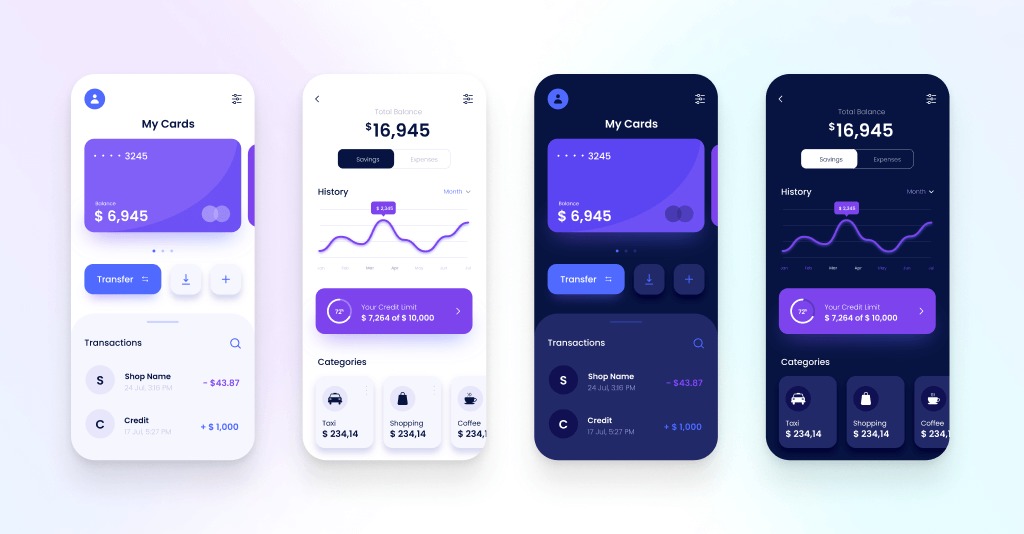 My Cards
• • • • 3245
Balance
$ 6,945
Transfer
Transactions
S
Shop Name
24 Jul, 3:16 PM
- $43.87
C
Credit
17 Jul, 5:27 PM
+ $ 1,000
Total Balance
$16,945
Savings Expenses
History Month
$ 2,345
Mar Apr May
72%
Your Credit Limit
$ 7,264 of $ 10,000
Categories
Taxi
$ 234,14
Shopping
$ 234,14
Coffee
$ 234,1
My Cards
• • • • 3245
Balance
$ 6,945
Transfer
Transactions
S
Shop Name
24 Jul, 3:16 PM
- $43.87
C
Credit
17 Jul, 5:27 PM
+ $ 1,000
Total Balance
$16,945
Savings Expenses
History Month
$ 2,345
Jan Feb Mar Apr May Jun Jul
72%
Your Credit Limit
$ 7,264 of $ 10,000
Categories
Taxi
$ 234,14
Shopping
$ 234,14
Coffee
$ 234,1